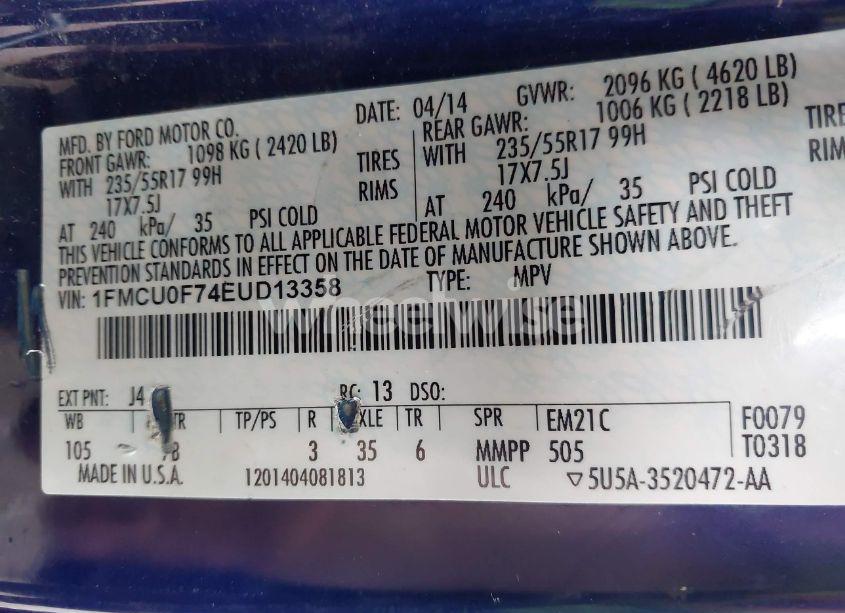 MFD. BY FORD MOTOR CO. DATE: 04/14 GVWR: 2096 KG ( 4620 LB)
FRONT GAWR: 1098 KG ( 2420 LB) REAR GAWR: 1006 KG ( 2218 LB)
WITH 235/55R17 99H TIRES WITH 235/55R17 99H TIRES
17X7.5J RIMS 17X7.5J RIMS
AT 240 kPa/ 35 PSI COLD AT 240 kPa/ 35 PSI COLD
THIS VEHICLE CONFORMS TO ALL APPLICABLE FEDERAL MOTOR VEHICLE SAFETY AND THEFT
PREVENTION STANDARDS IN EFFECT ON THE DATE OF MANUFACTURE SHOWN ABOVE.
VIN: 1FMCU0F74EUD13358 TYPE: MPV
Wheelwise
EXT PNT: J4 RC: 13 DSO:
WB TP/PS R TR SPR EM21C F0079
105 3 35 6 MMPP 505 T0318
MADE IN U.S.A. 1201404081813 ULC ▽5U5A-3520472-AA